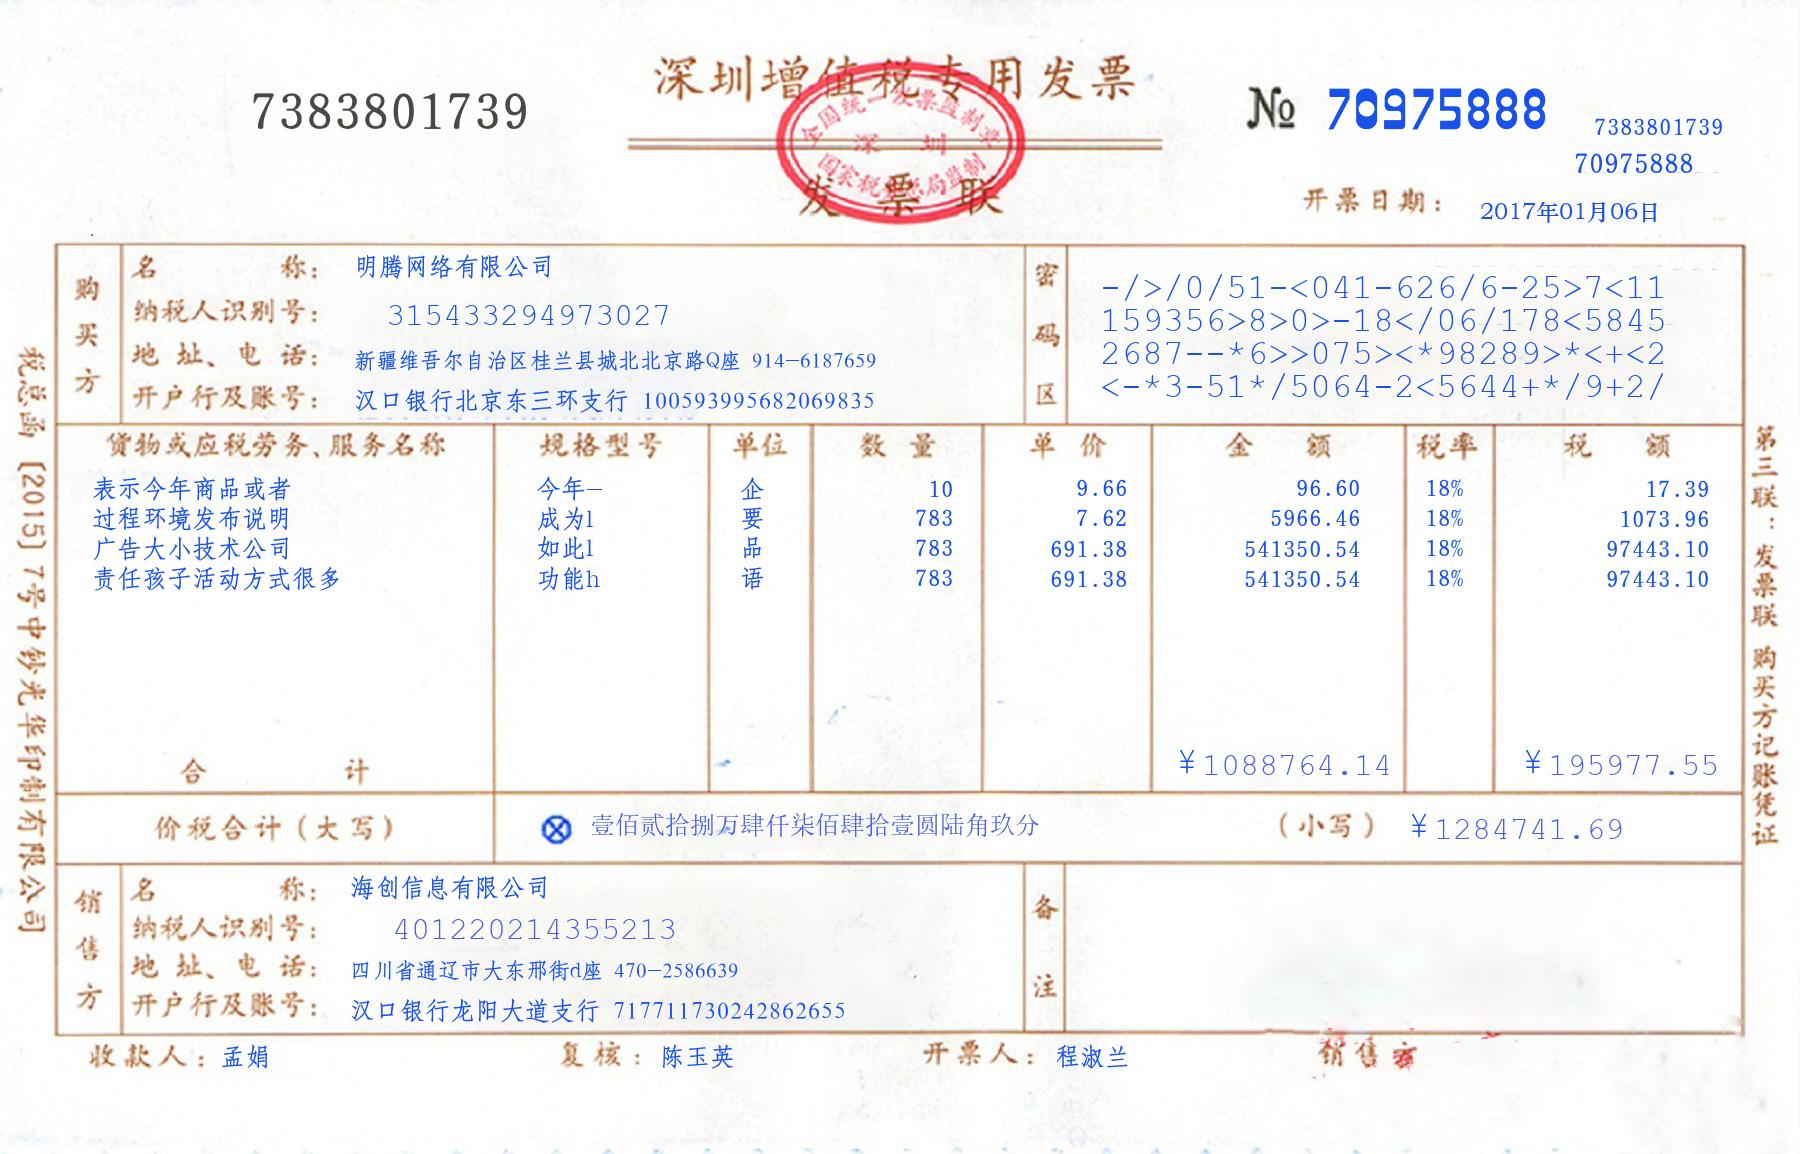 深圳增值税专用发票
7383801739
№ 70975888
7383801739
70975888
全国统一发票监制章
深 圳
国家税务总局监制
发 票 联
开票日期： 2017年01月06日
购买方
名 称： 明腾网络有限公司
纳税人识别号： 315433294973027
地 址、电 话： 新疆维吾尔自治区桂兰县城北北京路Q座 914-6187659
开户行及账号： 汉口银行北京东三环支行 100593995682069835
密码区
-/>/0/51-<041-626/6-25>7<11
159356>8>0>-18</06/178<5845
2687--*6>>075><*98289>*<+<2
<-*3-51*/5064-2<5644+*/9+2/
货物或应税劳务、服务名称 规格型号 单位 数 量 单 价 金 额 税率 税 额
表示今年商品或者 今年— 企 10 9.66 96.60 18% 17.39
过程环境发布说明 成为l 要 783 7.62 5966.46 18% 1073.96
广告大小技术公司 如此l 品 783 691.38 541350.54 18% 97443.10
责任孩子活动方式很多 功能h 语 783 691.38 541350.54 18% 97443.10
合 计 ¥1088764.14 ¥195977.55
价税合计（大写） ⊗ 壹佰贰拾捌万肆仟柒佰肆拾壹圆陆角玖分 （小写） ¥1284741.69
销售方
名 称： 海创信息有限公司
纳税人识别号： 401220214355213
地 址、电 话： 四川省通辽市大东邢街d座 470-2586639
开户行及账号： 汉口银行龙阳大道支行 717711730242862655
备注
收款人：孟娟 复核：陈玉英 开票人：程淑兰 销售方
税总函［2015］7号中钞光华印制有限公司
第三联：发票联 购买方记账凭证